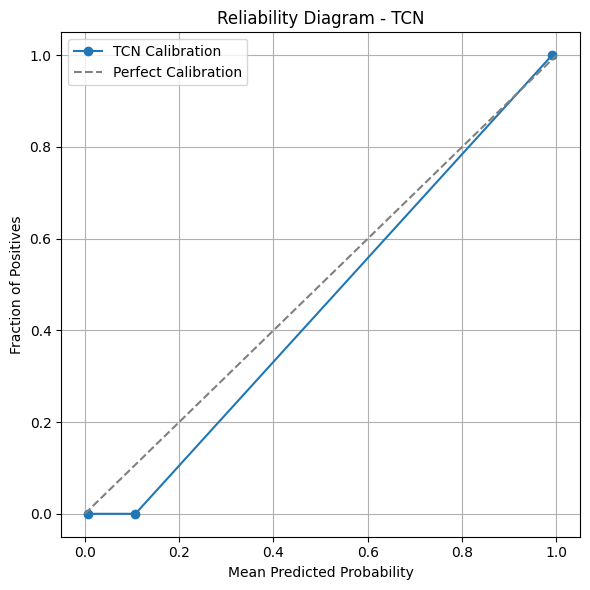 Reliability Diagram - TCN
TCN Calibration
Perfect Calibration
Fraction of Positives
1.0
0.8
0.6
0.4
0.2
0.0
0.0 0.2 0.4 0.6 0.8 1.0
Mean Predicted Probability